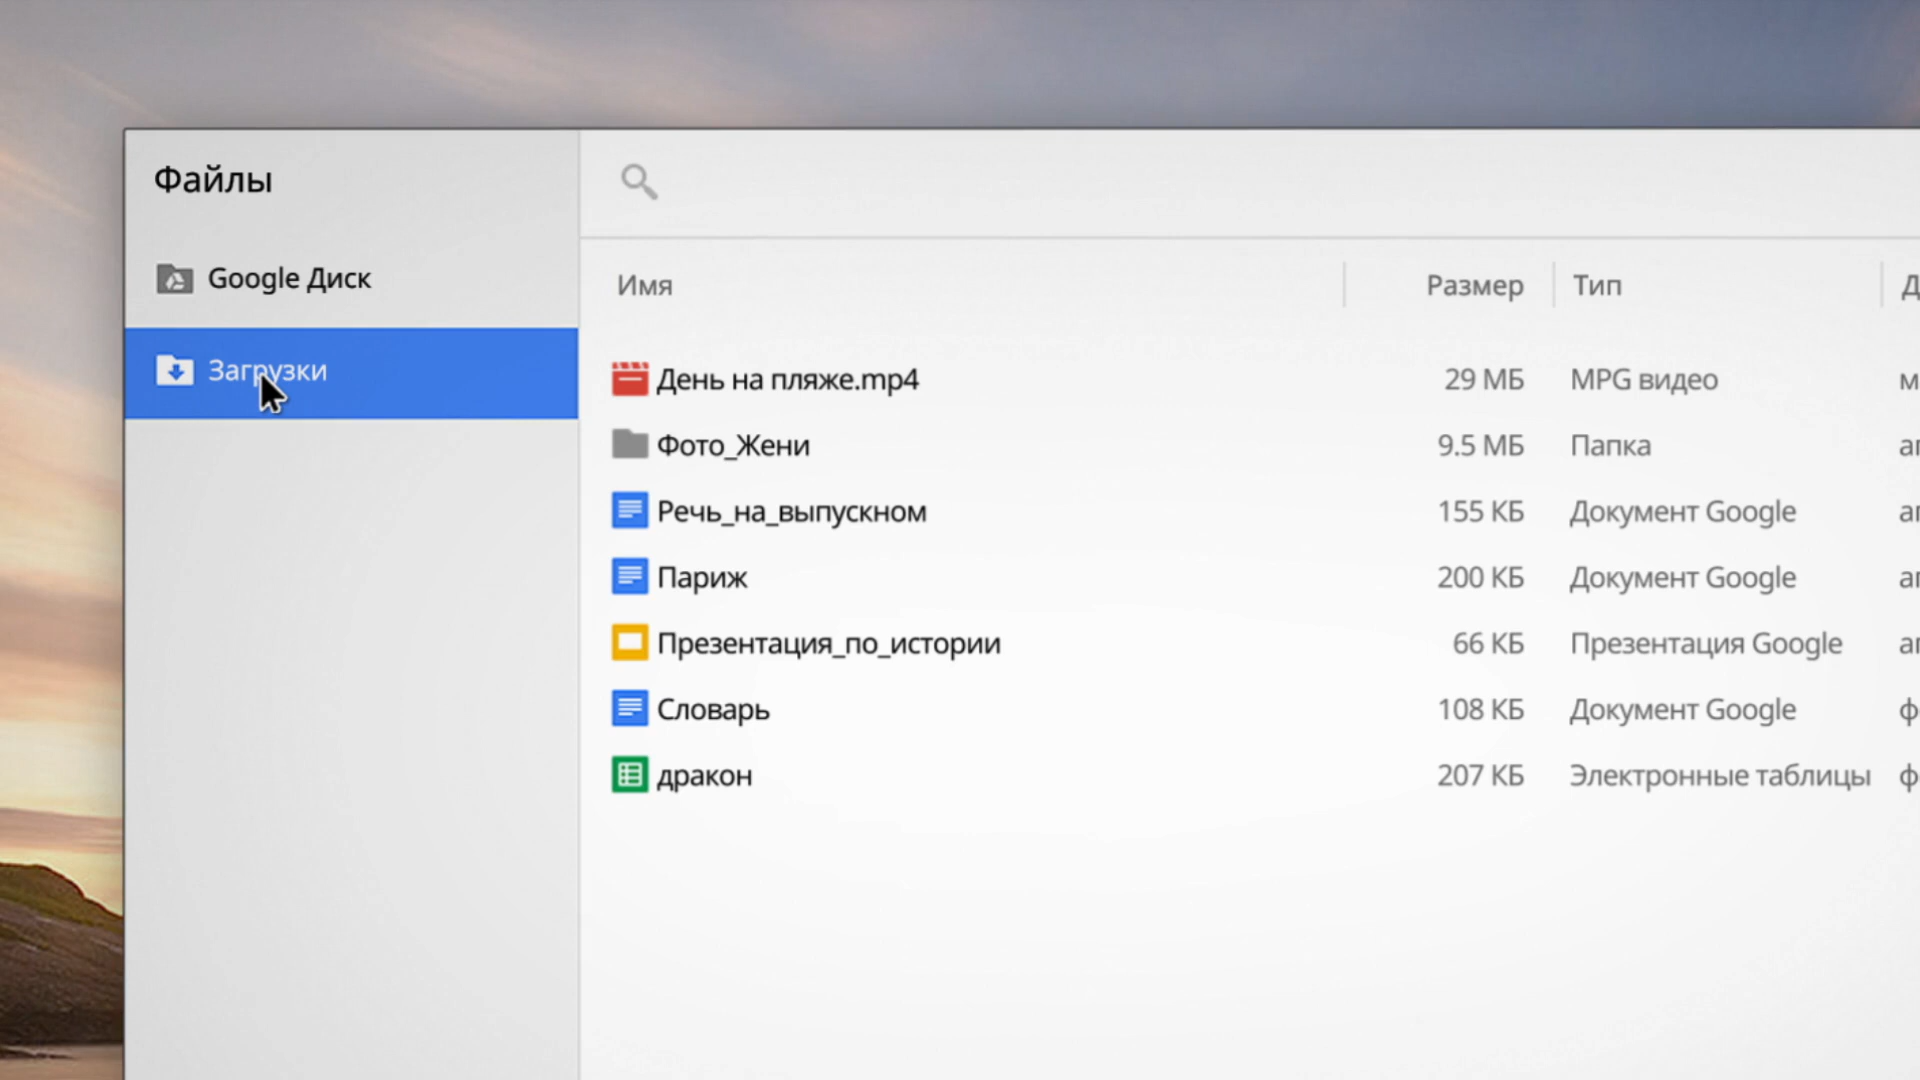 Файлы
Google Диск
Загрузки
Имя Размер Тип
День на пляже.mp4 29 МБ MPG видео
Фото_Жени 9.5 МБ Папка
Речь_на_выпускном 155 КБ Документ Google
Париж 200 КБ Документ Google
Презентация_по_истории 66 КБ Презентация Google
Словарь 108 КБ Документ Google
дракон 207 КБ Электронные таблицы